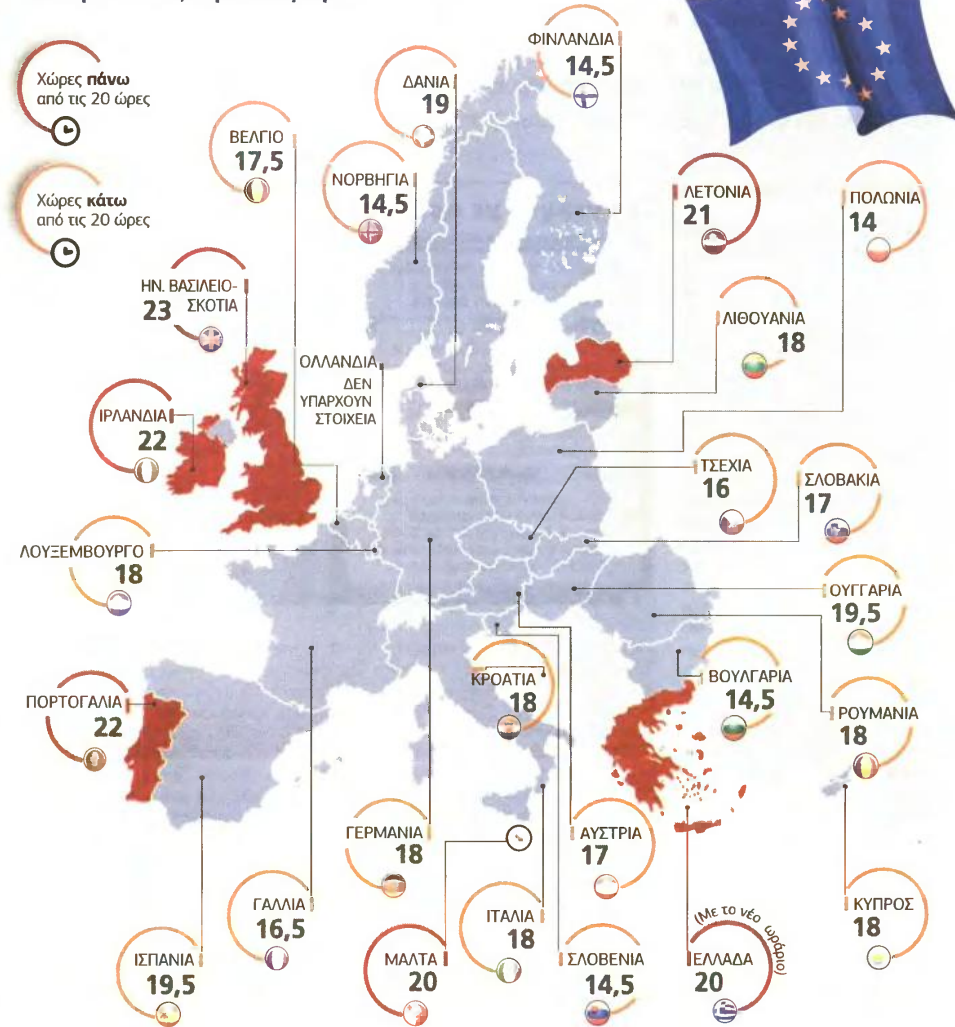 Χώρες πάνω
από τις 20 ώρες
Χώρες κάτω
από τις 20 ώρες
ΦΙΝΛΑΝΔΙΑ
14,5
ΔΑΝΙΑ
19
ΒΕΛΓΙΟ
17,5
ΝΟΡΒΗΓΙΑ
14,5
ΛΕΤΟΝΙΑ
21
ΠΟΛΩΝΙΑ
14
ΗΝ. ΒΑΣΙΛΕΙΟ-
ΣΚΟΤΙΑ
23
ΛΙΘΟΥΑΝΙΑ
18
ΟΛΛΑΝΔΙΑ
ΔΕΝ
ΥΠΑΡΧΟΥΝ
ΣΤΟΙΧΕΙΑ
ΙΡΛΑΝΔΙΑ
22
ΤΣΕΧΙΑ
16
ΣΛΟΒΑΚΙΑ
17
ΛΟΥΞΕΜΒΟΥΡΓΟ
18
ΟΥΓΓΑΡΙΑ
19,5
ΚΡΟΑΤΙΑ
18
ΒΟΥΛΓΑΡΙΑ
14,5
ΠΟΡΤΟΓΑΛΙΑ
22
ΡΟΥΜΑΝΙΑ
18
ΓΕΡΜΑΝΙΑ
18
ΑΥΣΤΡΙΑ
17
ΓΑΛΛΙΑ
16,5
ΙΤΑΛΙΑ
18
ΚΥΠΡΟΣ
18
ΙΣΠΑΝΙΑ
19,5
ΜΑΛΤΑ
20
ΣΛΟΒΕΝΙΑ
14,5
(Με το νέο ωράριο)
ΕΛΛΑΔΑ
20